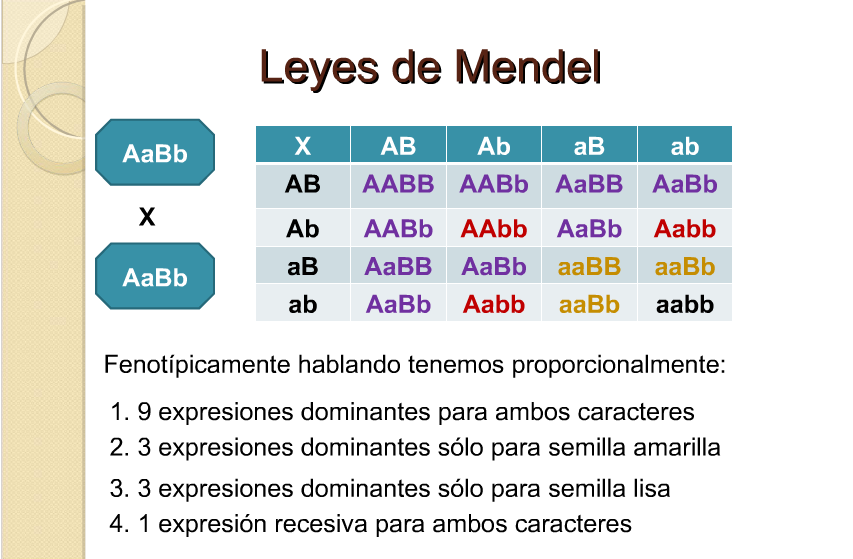 Leyes de Mendel
AaBb
X
AaBb
X AB Ab aB ab
AB AABB AABb AaBB AaBb
Ab AABb AAbb AaBb Aabb
aB AaBB AaBb aaBB aaBb
ab AaBb Aabb aaBb aabb
Fenotípicamente hablando tenemos proporcionalmente:
1. 9 expresiones dominantes para ambos caracteres
2. 3 expresiones dominantes sólo para semilla amarilla
3. 3 expresiones dominantes sólo para semilla lisa
4. 1 expresión recesiva para ambos caracteres